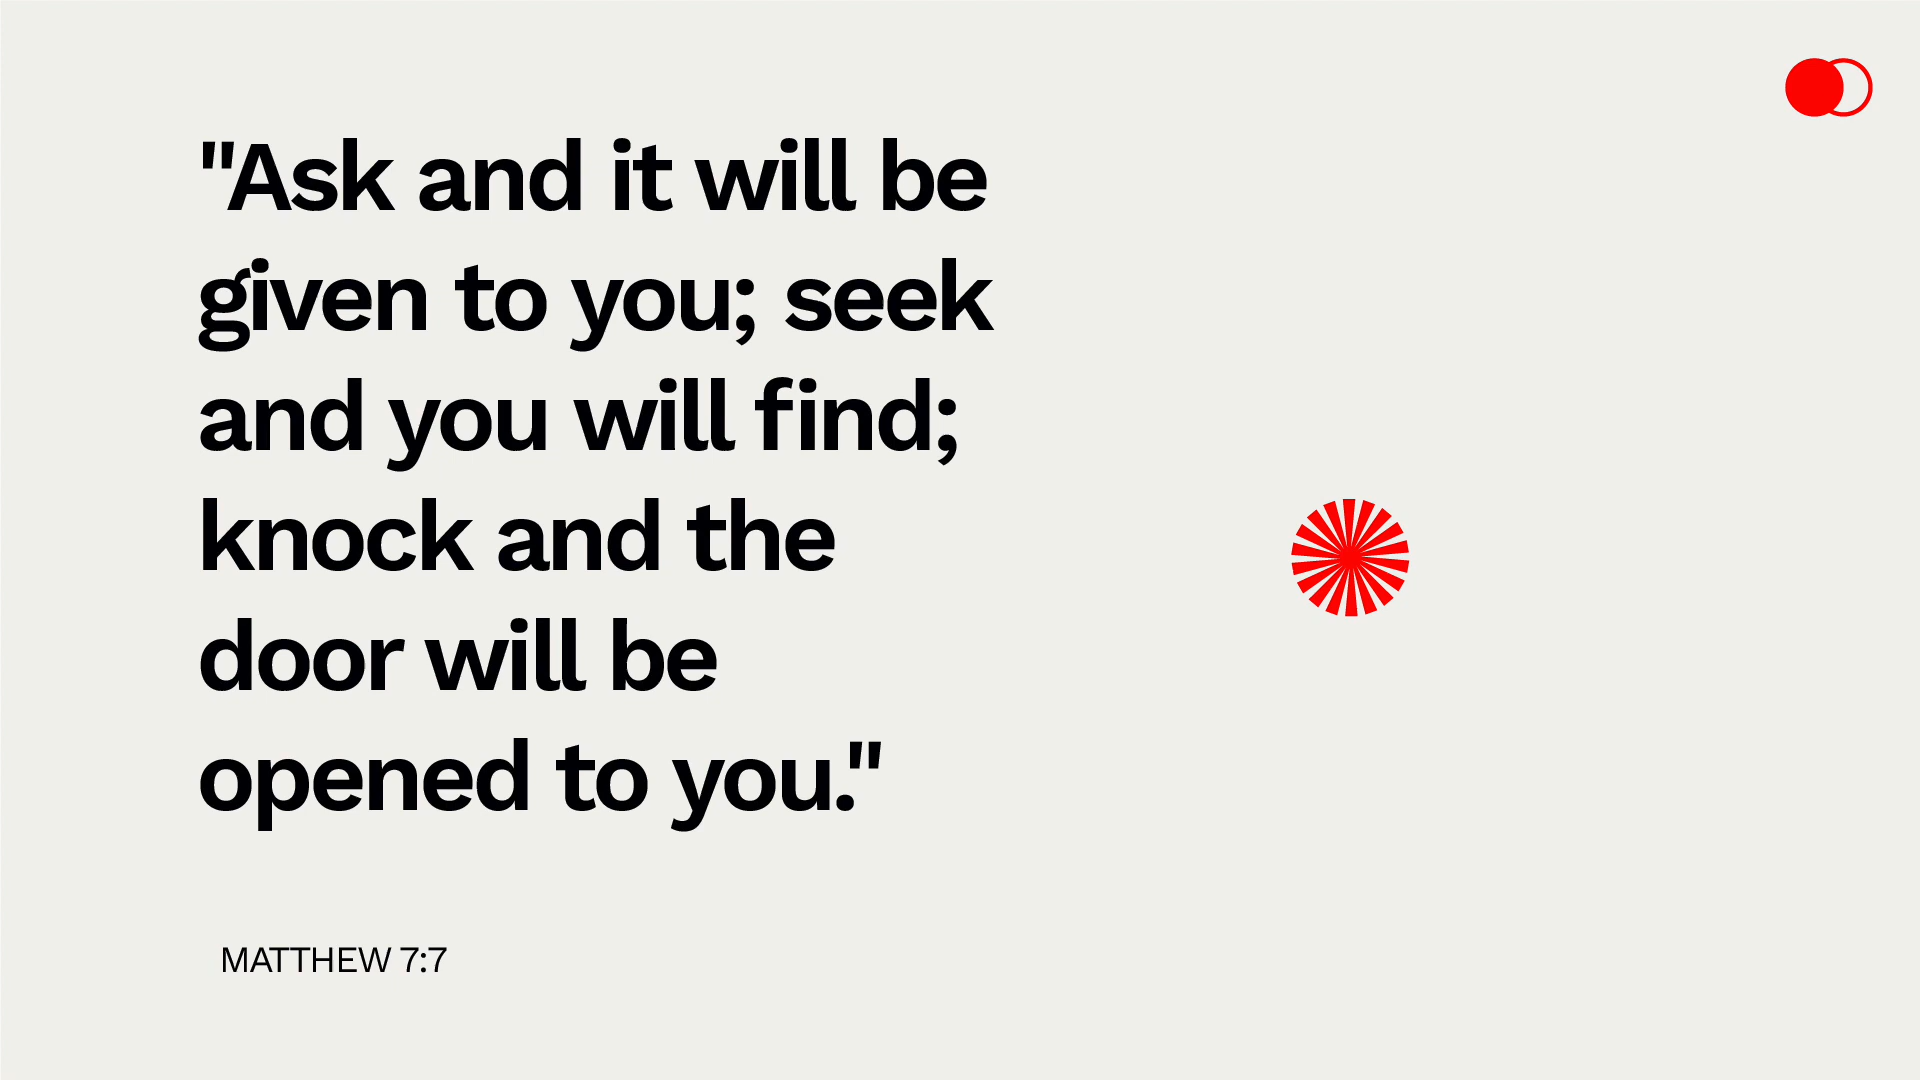 "Ask and it will be
given to you; seek
and you will find;
knock and the
door will be
opened to you."
MATTHEW 7:7